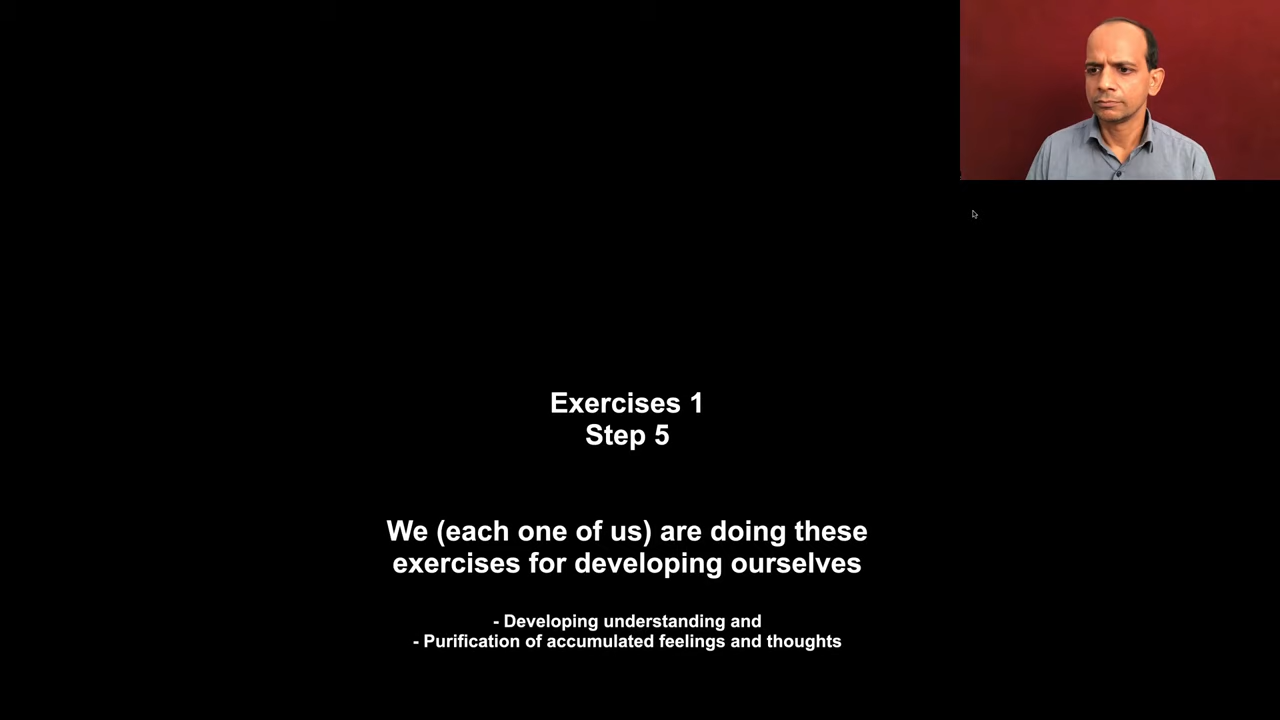 Exercises 1
Step 5
We (each one of us) are doing these
exercises for developing ourselves
- Developing understanding and
- Purification of accumulated feelings and thoughts